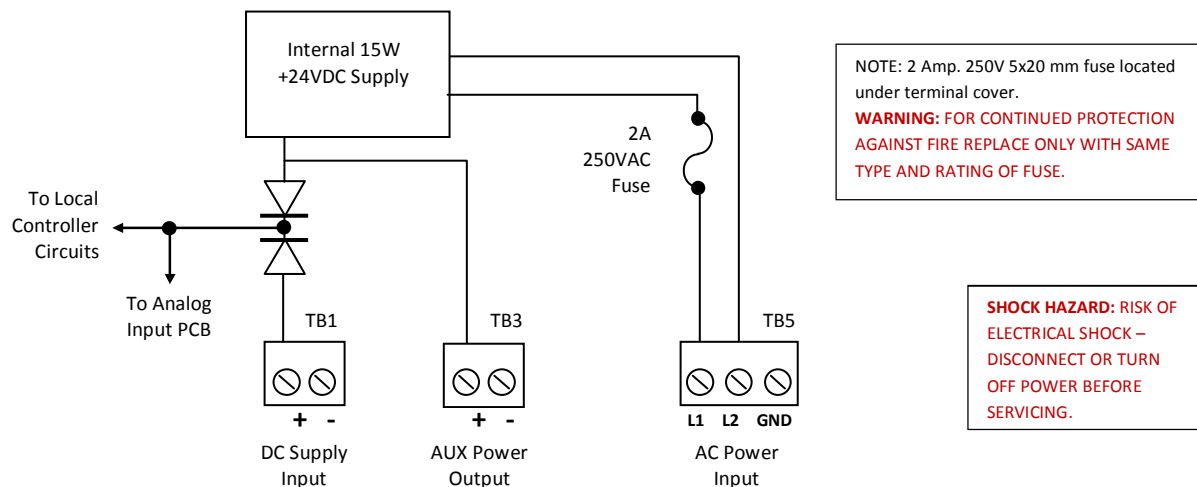 Internal 15W
+24VDC Supply
2A
250VAC
Fuse
NOTE: 2 Amp. 250V 5x20 mm fuse located
under terminal cover.
WARNING: FOR CONTINUED PROTECTION
AGAINST FIRE REPLACE ONLY WITH SAME
TYPE AND RATING OF FUSE.
To Local
Controller
Circuits
To Analog
Input PCB
TB1
TB3
TB5
SHOCK HAZARD: RISK OF
ELECTRICAL SHOCK –
DISCONNECT OR TURN
OFF POWER BEFORE
SERVICING.
+ -
+ -
L1 L2 GND
DC Supply
Input
AUX Power
Output
AC Power
Input